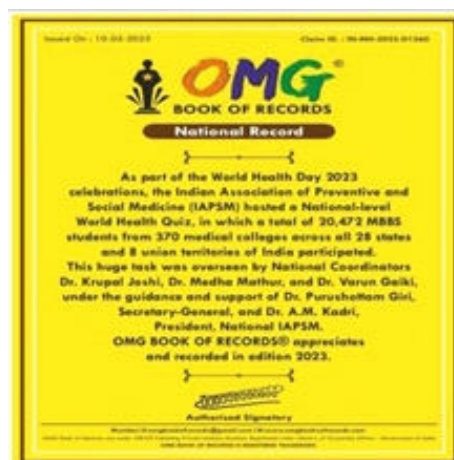 Issued On : 10-05-2023
OMG®
BOOK OF RECORDS
National Record
As part of the World Health Day 2023
celebrations, the Indian Association of Preventive and
Social Medicine (IAPSM) hosted a National-level
World Health Quiz, in which a total of 20,472 MBBS
students from 370 medical colleges across all 28 states
and 8 union territories of India participated.
This huge task was overseen by National Coordinators
Dr. Krupal Joshi, Dr. Medha Mathur, and Dr. Varun Gaiki,
under the guidance and support of Dr. Purushottam Giri,
Secretary-General, and Dr. A.M. Kadri,
President, National IAPSM.
OMG BOOK OF RECORDS® appreciates
and recorded in edition 2023.
Authorised Signatory